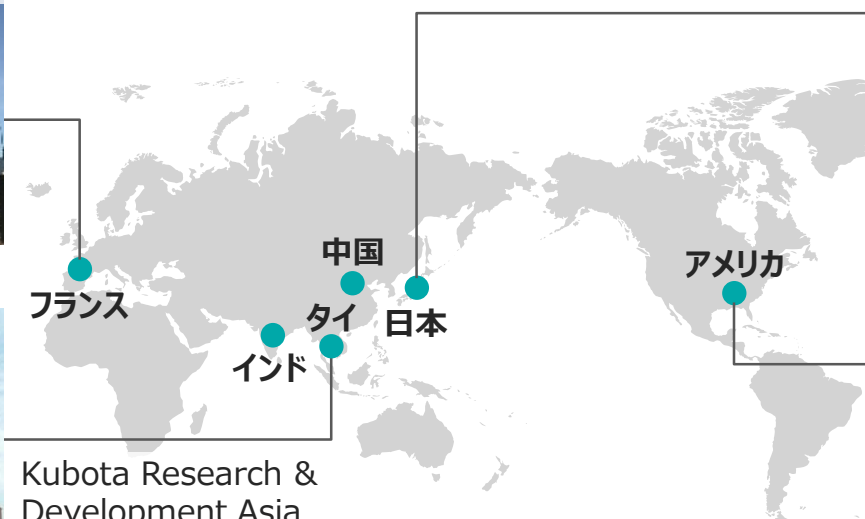 中国
アメリカ
フランス
タイ
日本
インド
Kubota Research &
Development Asia